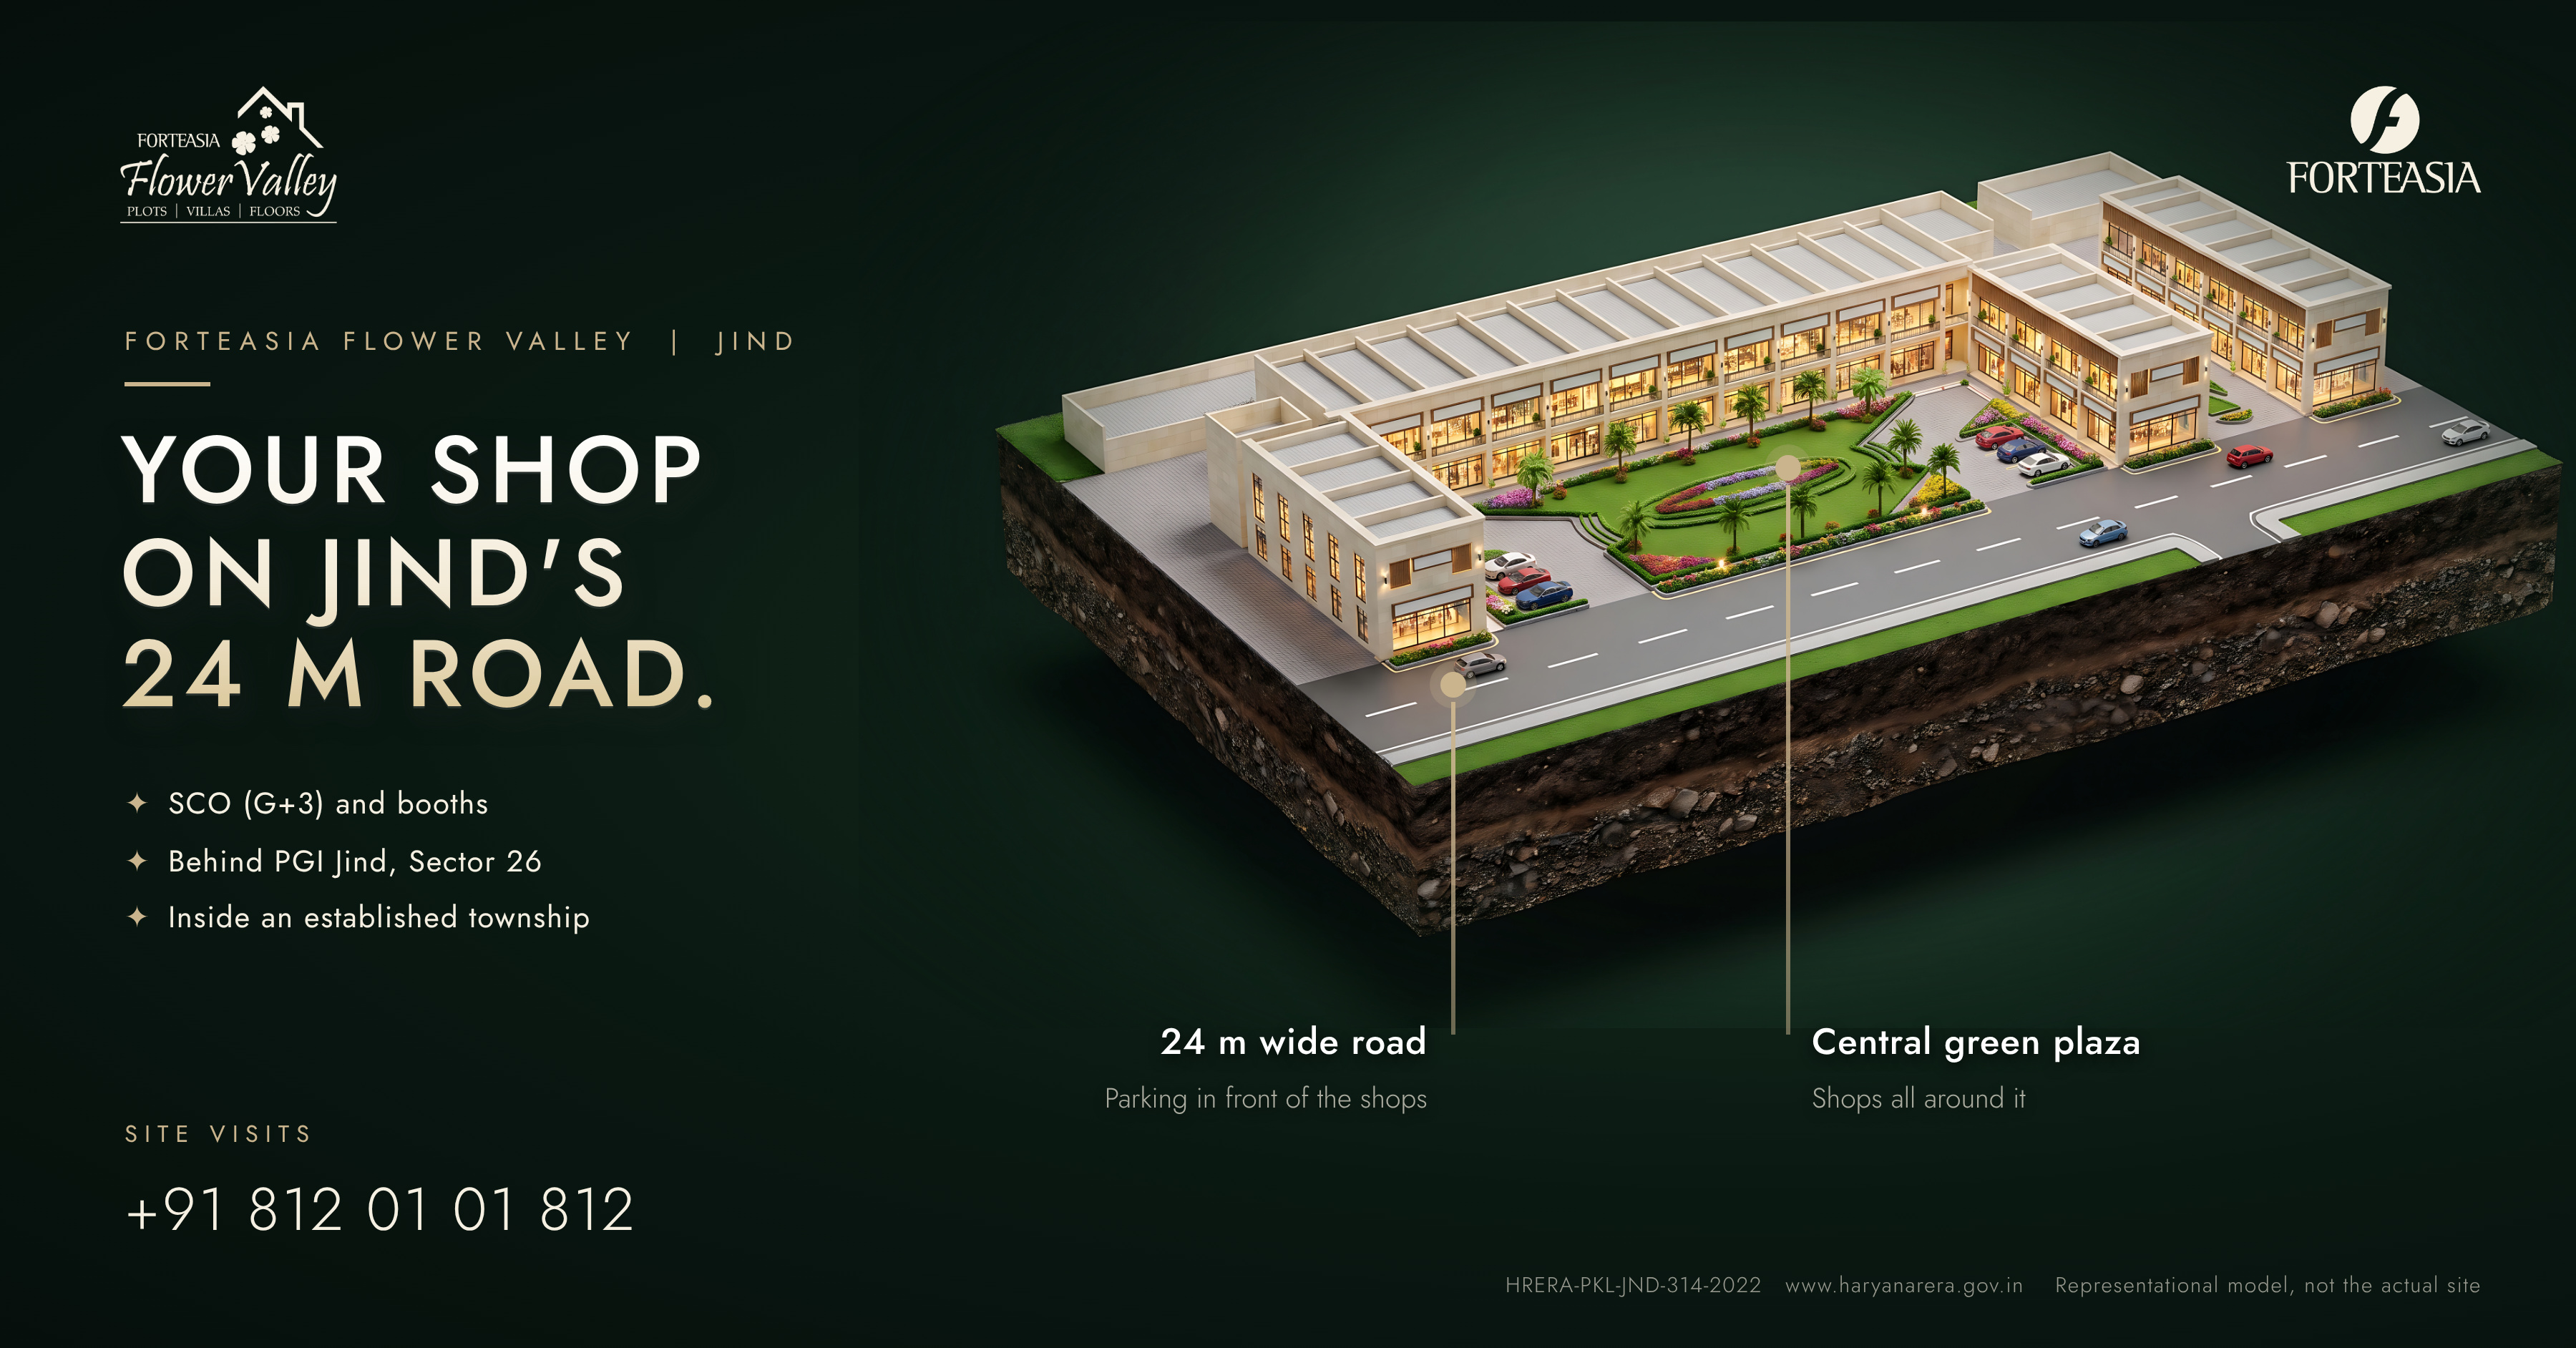 FORTEASIA
Flower Valley
PLOTS | VILLAS | FLOORS
FORTEASIA
FORTEASIA FLOWER VALLEY | JIND
YOUR SHOP
ON JIND'S
24 M ROAD.
✦ SCO (G+3) and booths
✦ Behind PGI Jind, Sector 26
✦ Inside an established township
24 m wide road
Parking in front of the shops
Central green plaza
Shops all around it
SITE VISITS
+91 812 01 01 812
HRERA-PKL-JND-314-2022 www.haryanarera.gov.in Representational model, not the actual site